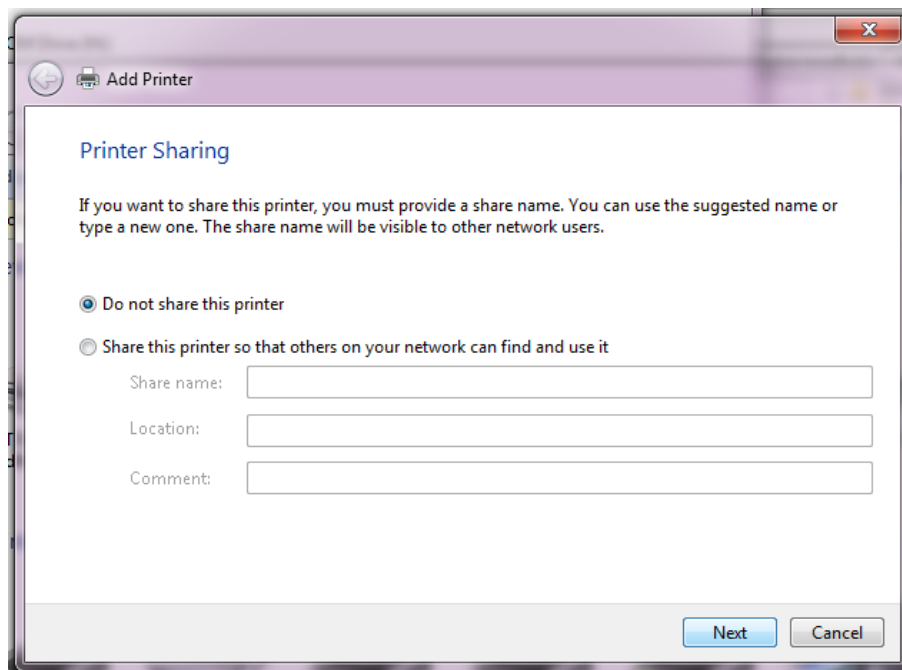 Add Printer
Printer Sharing
If you want to share this printer, you must provide a share name. You can use the suggested name or
type a new one. The share name will be visible to other network users.
Do not share this printer
Share this printer so that others on your network can find and use it
Share name:
Location:
Comment:
Next Cancel